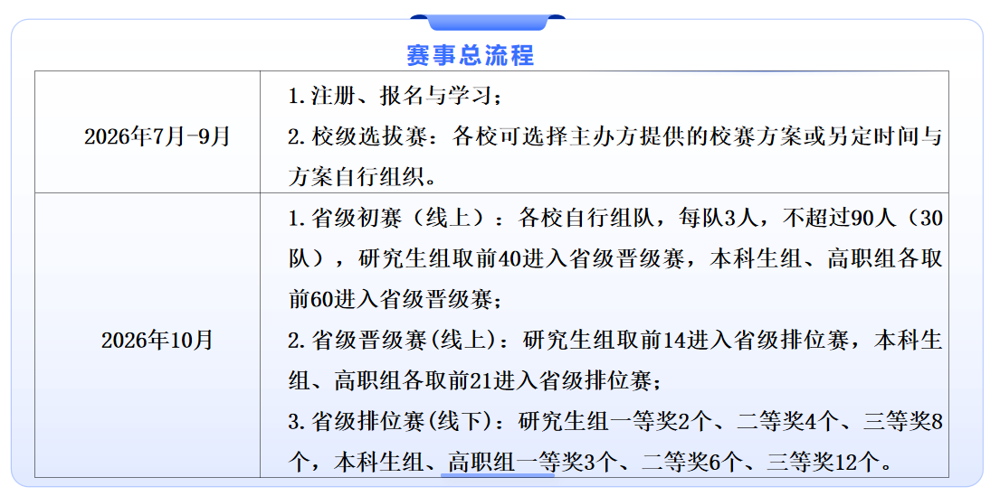 赛事总流程
2026年7月-9月
1.注册、报名与学习；
2.校级选拔赛：各校可选择主办方提供的校赛方案或另定时间与
方案自行组织。
2026年10月
1.省级初赛（线上）：各校自行组队，每队3人，不超过90人（30
队），研究生组取前40进入省级晋级赛，本科生组、高职组各取
前60进入省级晋级赛；
2.省级晋级赛(线上)：研究生组取前14进入省级排位赛，本科生
组、高职组各取前21进入省级排位赛；
3.省级排位赛(线下)：研究生组一等奖2个、二等奖4个、三等奖8
个，本科生组、高职组一等奖3个、二等奖6个、三等奖12个。